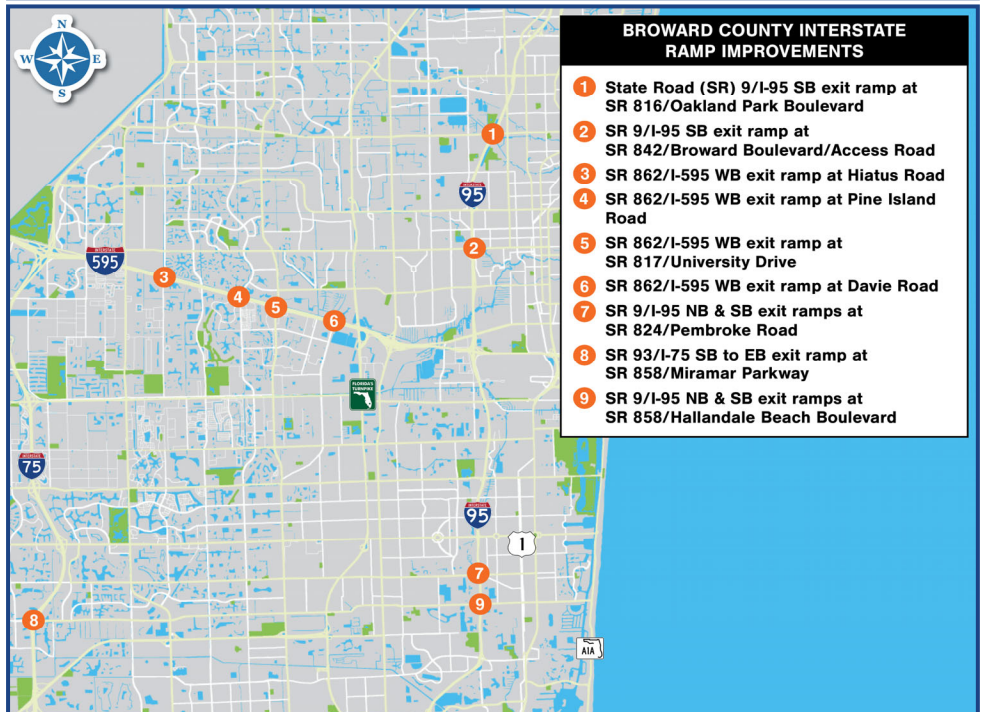 N
W
E
S
BROWARD COUNTY INTERSTATE
RAMP IMPROVEMENTS
1 State Road (SR) 9/I-95 SB exit ramp at
SR 816/Oakland Park Boulevard
2 SR 9/I-95 SB exit ramp at
SR 842/Broward Boulevard/Access Road
3 SR 862/I-595 WB exit ramp at Hiatus Road
4 SR 862/I-595 WB exit ramp at Pine Island
Road
5 SR 862/I-595 WB exit ramp at
SR 817/University Drive
6 SR 862/I-595 WB exit ramp at Davie Road
7 SR 9/I-95 NB & SB exit ramps at
SR 824/Pembroke Road
8 SR 93/I-75 SB to EB exit ramp at
SR 858/Miramar Parkway
9 SR 9/I-95 NB & SB exit ramps at
SR 858/Hallandale Beach Boulevard
1
INTERSTATE
95
2
INTERSTATE
595
3
4
5
6
FLORIDA'S
TURNPIKE
INTERSTATE
75
INTERSTATE
95
1
7
9
8
A1A